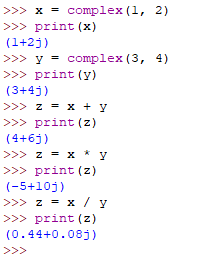 >>> x = complex(1, 2)
>>> print(x)
(1+2j)
>>> y = complex(3, 4)
>>> print(y)
(3+4j)
>>> z = x + y
>>> print(z)
(4+6j)
>>> z = x * y
>>> print(z)
(-5+10j)
>>> z = x / y
>>> print(z)
(0.44+0.08j)
>>>